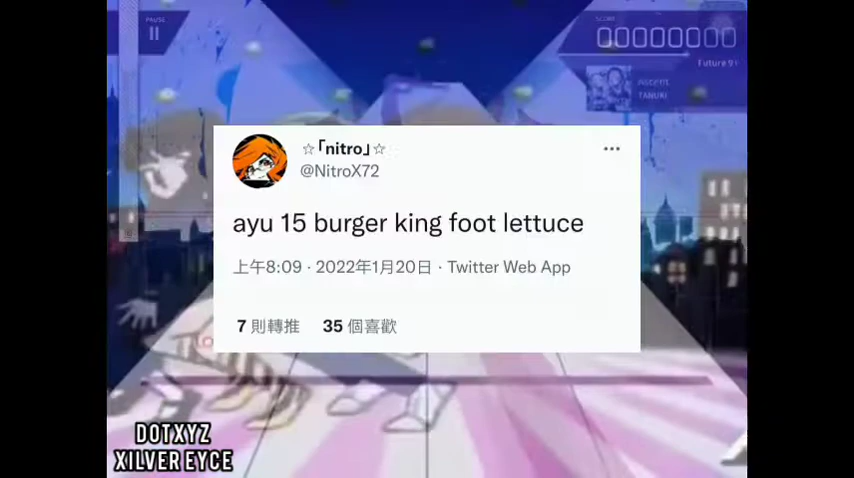 PAUSE
SCORE
00000000
Future 9+
Ascent
TANUKI
☆「nitro」☆
@NitroX72
ayu 15 burger king foot lettuce
上午8:09 · 2022年1月20日 · Twitter Web App
7 則轉推 35 個喜歡
DOTXYZ
XILVER EYCE